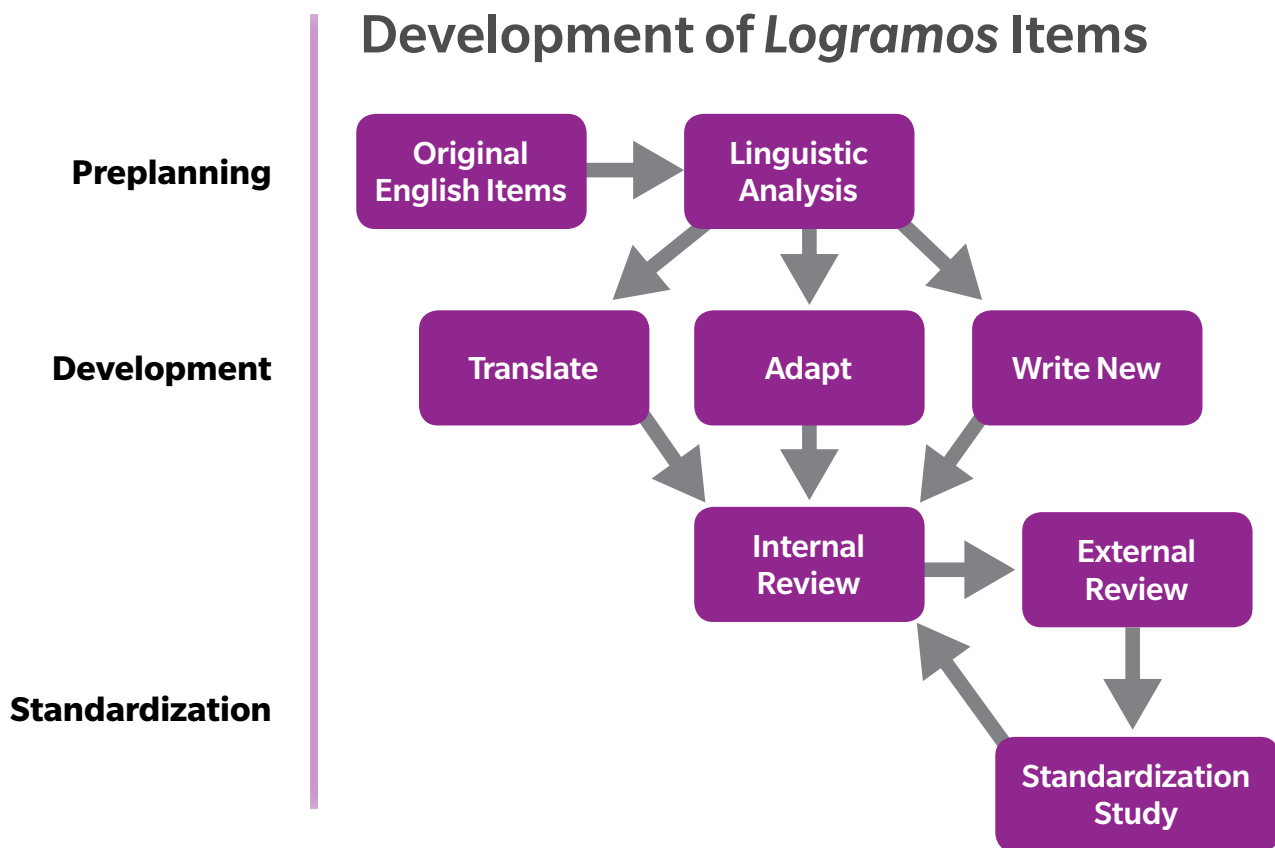 Development of Logramos Items
Preplanning
Original
English Items
Linguistic
Analysis
Development
Translate
Adapt
Write New
Internal
Review
External
Review
Standardization
Standardization
Study